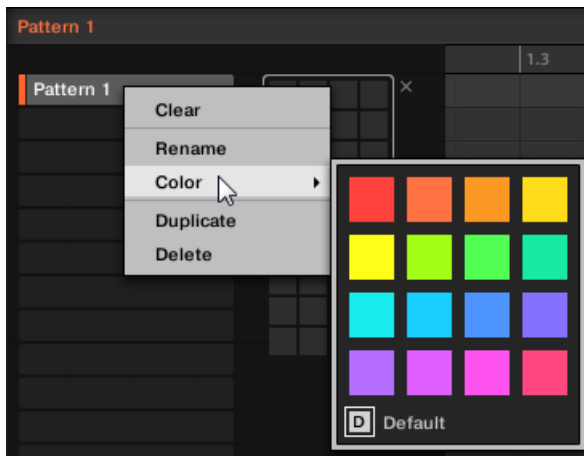 Pattern 1
1.3
Pattern 1
Clear
Rename
Color
Duplicate
Delete
D Default